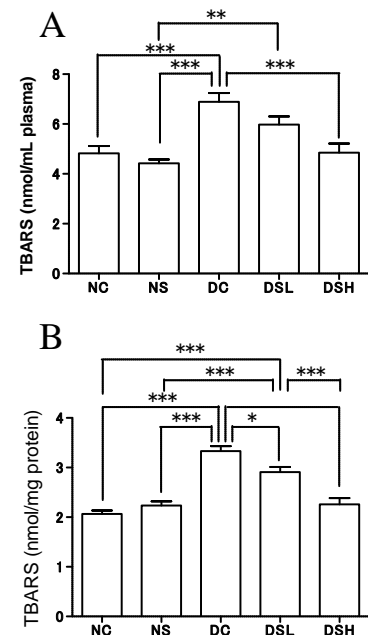 A
**
***
*** ***
TBARS (nmol/mL plasma)
8
6
4
2
0
NC NS DC DSL DSH
B
***
*** ***
***
*** *
TBARS (nmol/mg protein)
4
3
2
1
0
NC NS DC DSL DSH